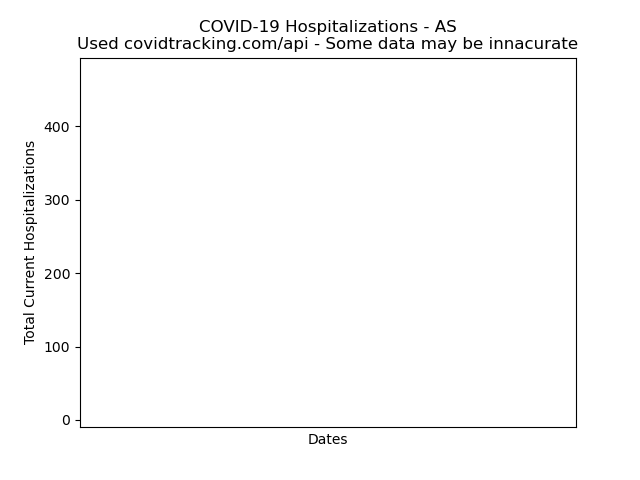 COVID-19 Hospitalizations - AS
Used covidtracking.com/api - Some data may be innacurate
Total Current Hospitalizations
400
300
200
100
0
Dates